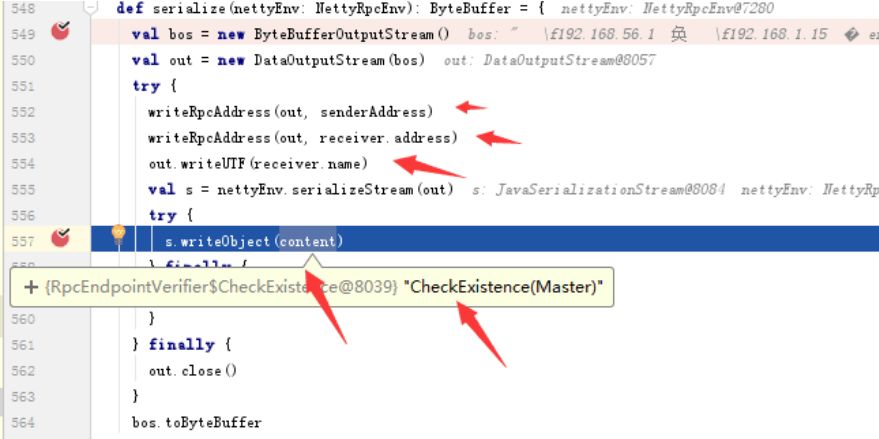 548 def serialize(nettyEnv: NettyRpcEnv): ByteBuffer = { nettyEnv: NettyRpcEnv@7280
549 val bos = new ByteBufferOutputStream() bos: " \f192.168.56.1 奂 \f192.168.1.15 � en
550 val out = new DataOutputStream(bos) out: DataOutputStream@8057
551 try {
552 writeRpcAddress(out, senderAddress)
553 writeRpcAddress(out, receiver.address)
554 out.writeUTF(receiver.name)
555 val s = nettyEnv.serializeStream(out) s: JavaSerializationStream@8084 nettyEnv: NettyRp
556 try {
557 s.writeObject(content)
} finally {
+ {RpcEndpointVerifier$CheckExistence@8039} "CheckExistence(Master)"
560 }
561 } finally {
562 out.close()
563 }
564 bos.toByteBuffer